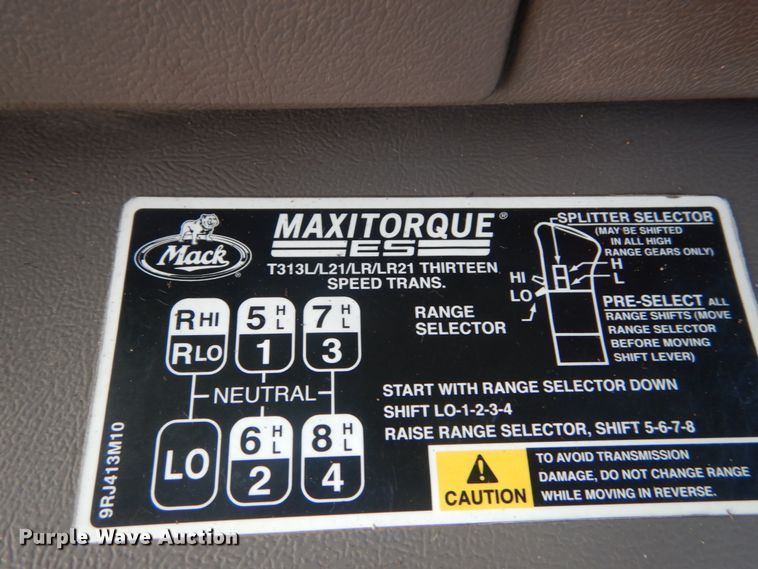 Mack
MAXITORQUE®
ES
T313L/L21/LR/LR21 THIRTEEN
SPEED TRANS.
SPLITTER SELECTOR
(MAY BE SHIFTED
IN ALL HIGH
RANGE GEARS ONLY)
H
L
HI
LO
RANGE
SELECTOR
PRE-SELECT ALL
RANGE SHIFTS (MOVE
RANGE SELECTOR
BEFORE MOVING
SHIFT LEVER)
R HI 5 H L 7 H L
R LO 1 3
NEUTRAL
LO 6 H L 8 H L
2 4
START WITH RANGE SELECTOR DOWN
SHIFT LO-1-2-3-4
RAISE RANGE SELECTOR, SHIFT 5-6-7-8
CAUTION
TO AVOID TRANSMISSION
DAMAGE, DO NOT CHANGE RANGE
WHILE MOVING IN REVERSE.
9RJ413M10
Purple Wave Auction